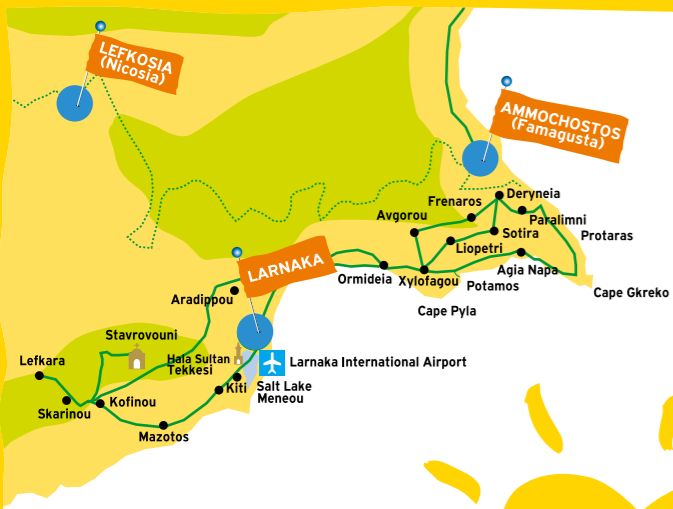 LEFKOSIA
(Nicosia)
AMMOCHOSTOS
(Famagusta)
Deryneia
Frenaros
Avgorou
Paralimni
Sotira
Protaras
Liopetri
LARNAKA
Agia Napa
Ormideia
Xylofagou
Potamos
Cape Gkreko
Aradippou
Cape Pyla
Stavrovouni
Lefkara
Hala Sultan
Tekkesi
Larnaka International Airport
Kiti
Salt Lake
Meneou
Skarinou
Kofinou
Mazotos